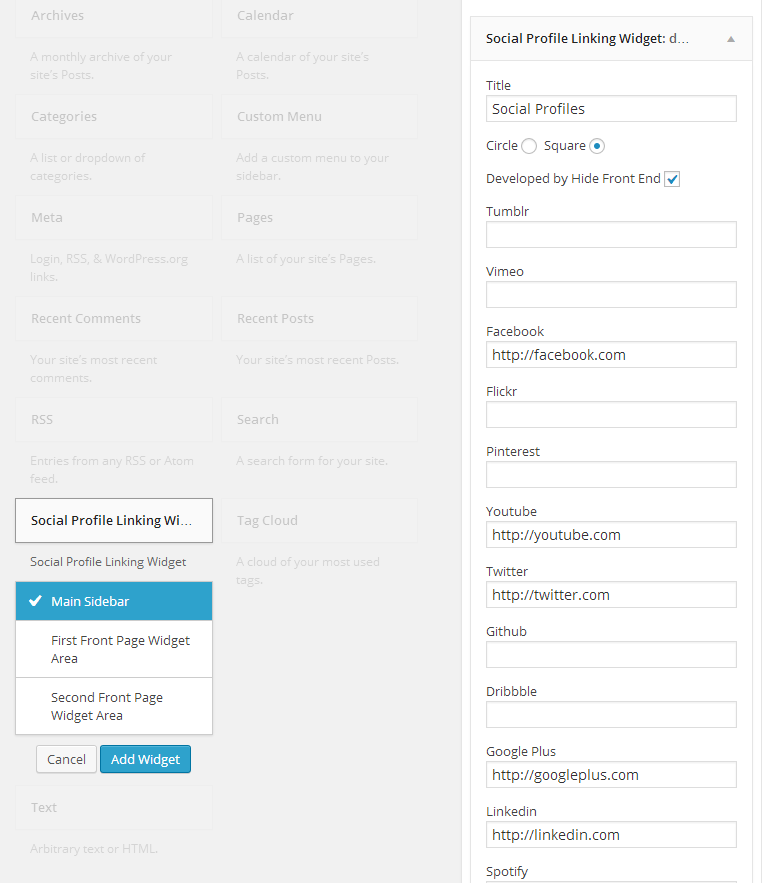 Archives
Calendar
A monthly archive of your
site's Posts.
A calendar of your site's
Posts.
Categories
Custom Menu
A list or dropdown of
categories.
Add a custom menu to your
sidebar.
Meta
Pages
Login, RSS, & WordPress.org
links.
A list of your site's Pages.
Recent Comments
Recent Posts
Your site's most recent
comments.
Your site's most recent Posts.
RSS
Search
Entries from any RSS or Atom
feed.
A search form for your site.
Social Profile Linking Wi...
Tag Cloud
Social Profile Linking Widget
A cloud of your most used
tags.
Main Sidebar
First Front Page Widget
Area
Second Front Page
Widget Area
Cancel
Add Widget
Text
Arbitrary text or HTML.
Social Profile Linking Widget: d...
Title
Social Profiles
Circle Square
Developed by Hide Front End
Tumblr
Vimeo
Facebook
http://facebook.com
Flickr
Pinterest
Youtube
http://youtube.com
Twitter
http://twitter.com
Github
Dribbble
Google Plus
http://googleplus.com
Linkedin
http://linkedin.com
Spotify